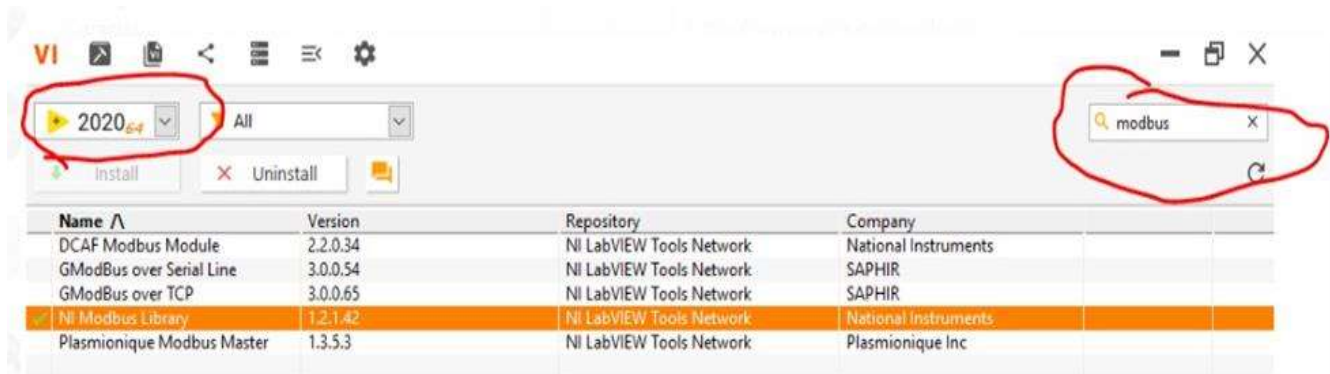 VI
2020 64 All modbus X
Install X Uninstall
Name Version Repository Company
DCAF Modbus Module 2.2.0.34 NI LabVIEW Tools Network National Instruments
GModBus over Serial Line 3.0.0.54 NI LabVIEW Tools Network SAPHIR
GModBus over TCP 3.0.0.65 NI LabVIEW Tools Network SAPHIR
NI Modbus Library 1.2.1.42 NI LabVIEW Tools Network National Instruments
Plasmionique Modbus Master 1.3.5.3 NI LabVIEW Tools Network Plasmionique Inc